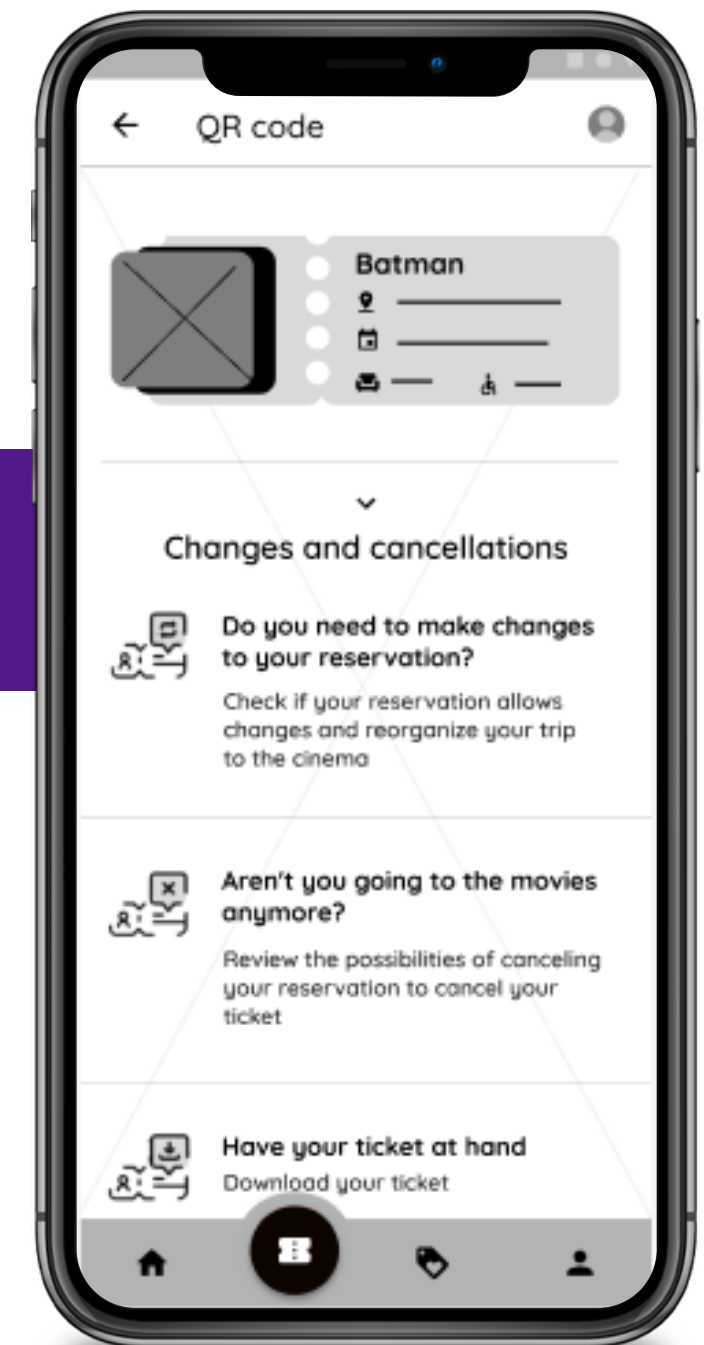 QR code
Batman
Changes and cancellations
Do you need to make changes
to your reservation?
Check if your reservation allows
changes and reorganize your trip
to the cinema
Aren't you going to the movies
anymore?
Review the possibilities of canceling
your reservation to cancel your
ticket
Have your ticket at hand
Download your ticket